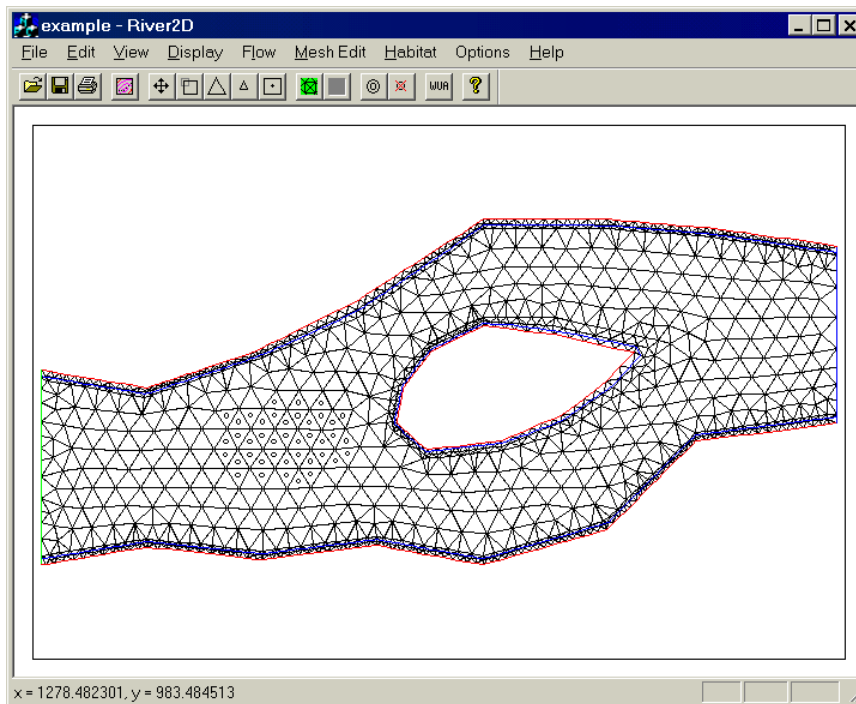 example - River2D
File Edit View Display Flow Mesh Edit Habitat Options Help
WUA ?
x = 1278.482301, y = 983.484513